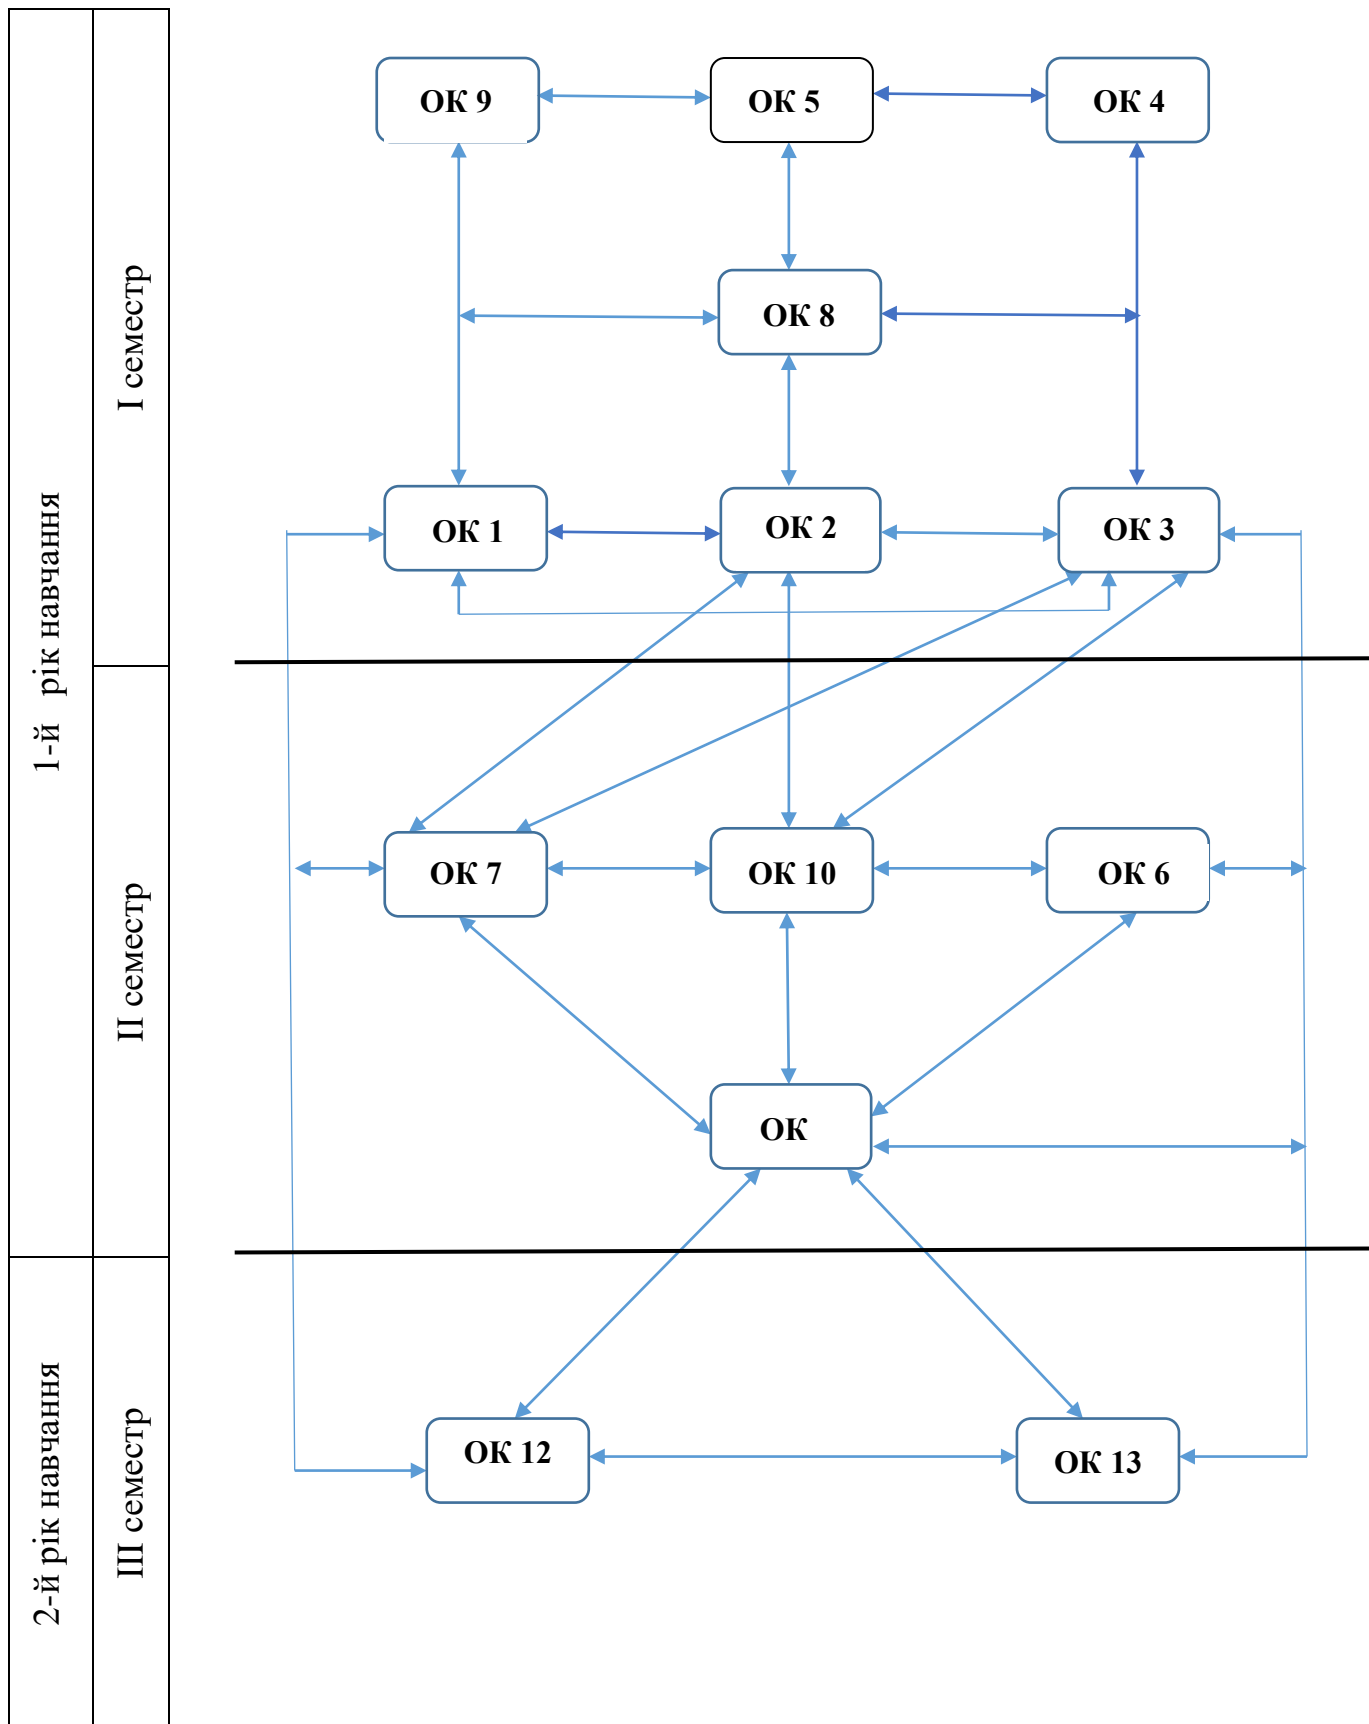 1-й рік навчання
І семестр
ОК 9
ОК 5
ОК 4
ОК 8
ОК 1
ОК 2
ОК 3
ІІ семестр
ОК 7
ОК 10
ОК 6
ОК
2-й рік навчання
ІІІ семестр
ОК 12
ОК 13